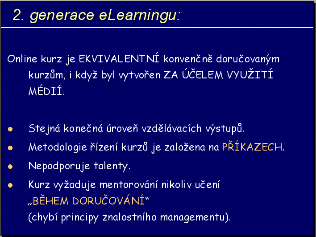 2. generace eLearningu:
Online kurz je EKVIVALENTNÍ konvenčně doručovaným
kurzům, i když byl vytvořen ZA ÚČELEM VYUŽITÍ
MÉDIÍ.
Stejná konečná úroveň vzdělávacích výstupů.
Metodologie řízení kurzů je založena na PŘÍKAZECH.
Nepodporuje talenty.
Kurz vyžaduje mentorování nikoliv učení
„BĚHEM DORUČOVÁNÍ“
(chybí principy znalostního managementu).